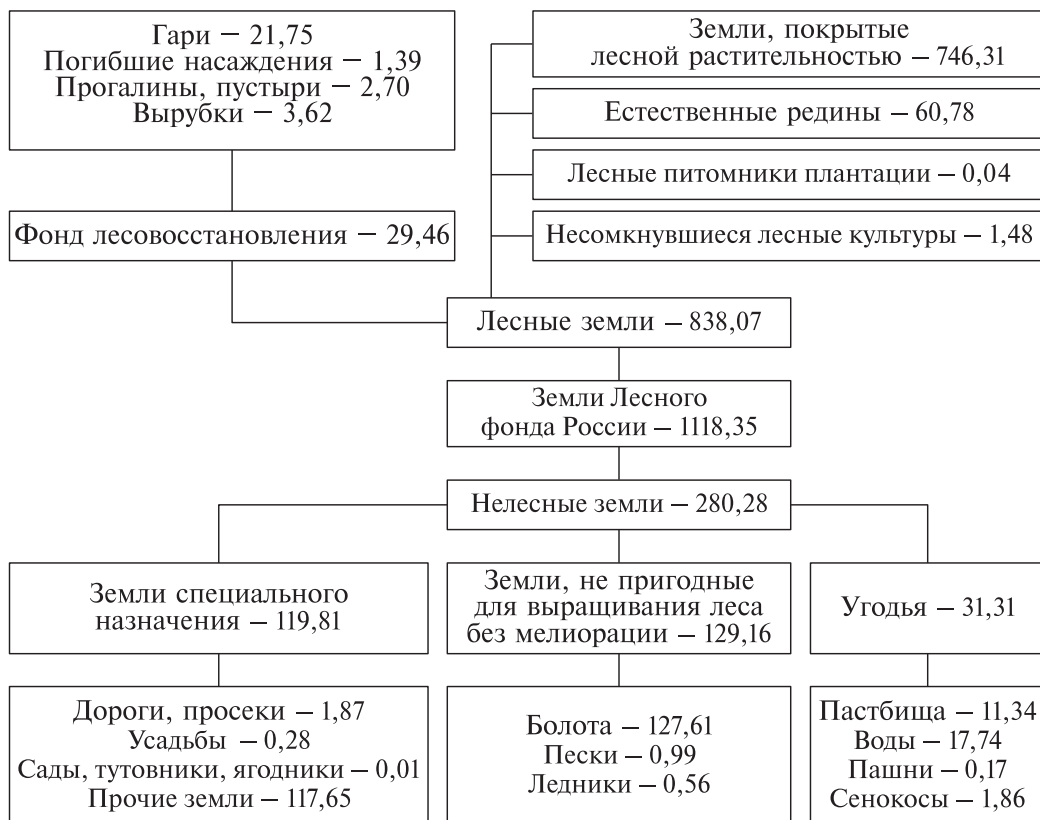 Гари – 21,75
Погибшие насаждения – 1,39
Прогалины, пустыри – 2,70
Вырубки – 3,62
Фонд лесовосстановления – 29,46
Земли, покрытые
лесной растительностью – 746,31
Естественные редины – 60,78
Лесные питомники плантации – 0,04
Несомкнувшиеся лесные культуры – 1,48
Лесные земли – 838,07
Земли Лесного
фонда России – 1118,35
Нелесные земли – 280,28
Земли специального
назначения – 119,81
Земли, не пригодные
для выращивания леса
без мелиорации – 129,16
Угодья – 31,31
Дороги, просеки – 1,87
Усадьбы – 0,28
Сады, тутовники, ягодники – 0,01
Прочие земли – 117,65
Болота – 127,61
Пески – 0,99
Ледники – 0,56
Пастбища – 11,34
Воды – 17,74
Пашни – 0,17
Сенокосы – 1,86